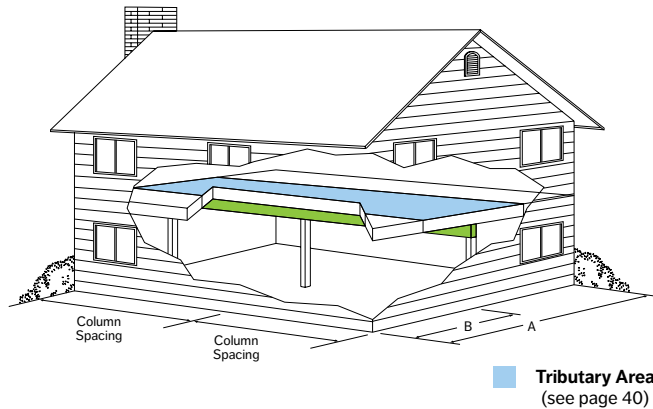 Column
Spacing
Column
Spacing
B
A
Tributary Area
(see page 40)